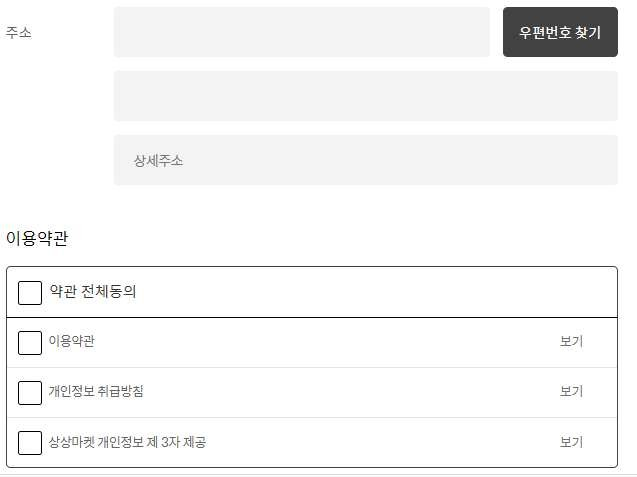 주소
우편번호 찾기
상세주소
이용약관
약관 전체동의
이용약관 보기
개인정보 취급방침 보기
상상마켓 개인정보 제 3자 제공 보기